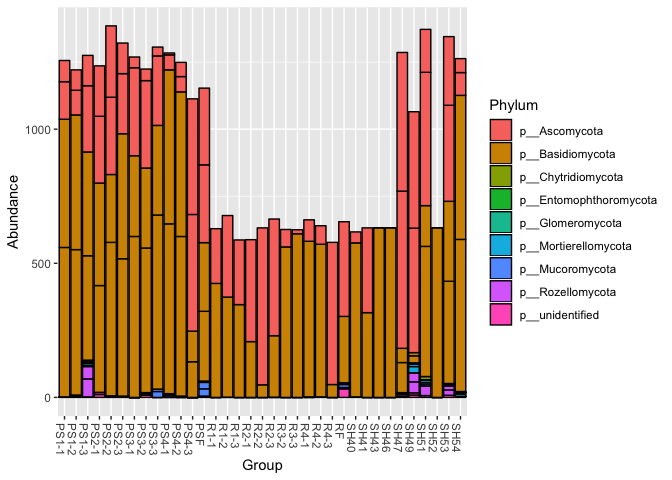 1000
500
0
Abundance
PS1-1
PS1-2
PS1-3
PS2-1
PS2-2
PS2-3
PS3-1
PS3-2
PS3-3
PS4-1
PS4-2
PS4-3
PSF
R1-1
R1-2
R1-3
R2-1
R2-2
R2-3
R3-2
R3-3
R4-1
R4-2
R4-3
RF
SH40
SH41
SH43
SH46
SH47
SH49
SH51
SH52
SH53
SH54
Group
Phylum
p__Ascomycota
p__Basidiomycota
p__Chytridiomycota
p__Entomophthoromycota
p__Glomeromycota
p__Mortierellomycota
p__Mucoromycota
p__Rozellomycota
p__unidentified